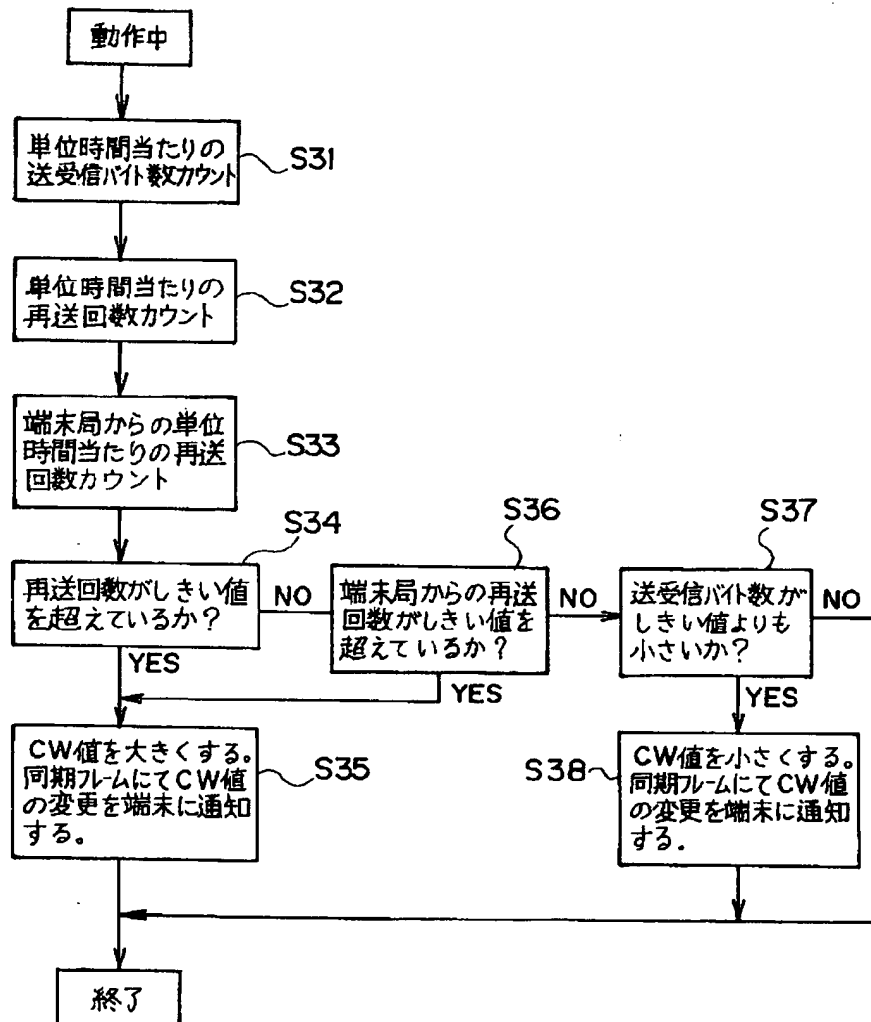 動作中
単位時間当たりの
送受信バイト数カウント
S31
単位時間当たりの
再送回数カウント
S32
端末局からの単位
時間当たりの再送
回数カウント
S33
再送回数がしきい値
を超えているか?
S34
NO
YES
端末局からの再送
回数がしきい値を
超えているか?
S36
NO
YES
送受信バイト数が
しきい値よりも
小さいか?
S37
NO
YES
CW値を大きくする。
同期フレームにてCW値
の変更を端末に通知
する。
S35
CW値を小さくする。
同期フレームにてCW値
の変更を端末に通知
する.
S38
終了